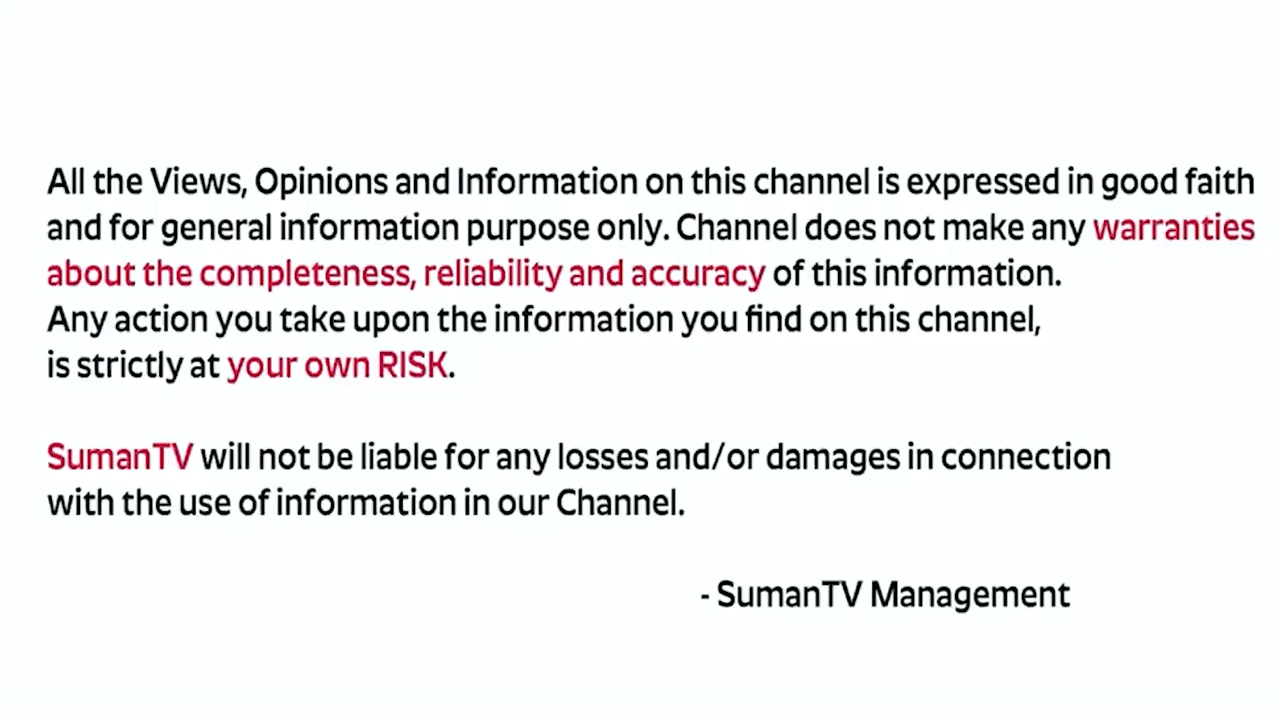 All the Views, Opinions and Information on this channel is expressed in good faith
and for general information purpose only. Channel does not make any warranties
about the completeness, reliability and accuracy of this information.
Any action you take upon the information you find on this channel,
is strictly at your own RISK.
SumanTV will not be liable for any losses and/or damages in connection
with the use of information in our Channel.
- SumanTV Management